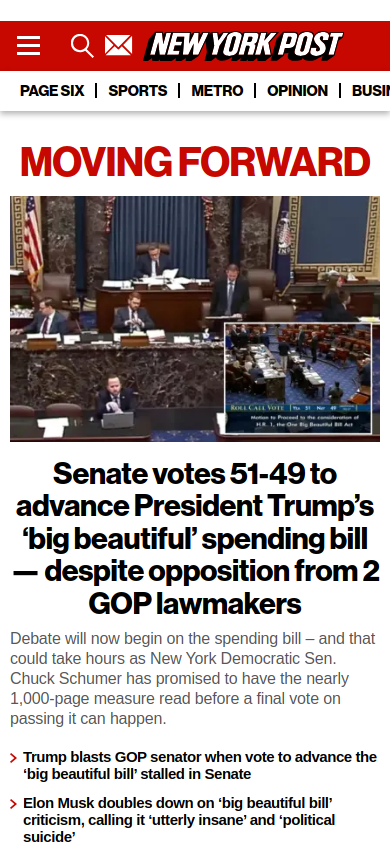 NEW YORK POST
PAGE SIX
SPORTS
METRO
OPINION
BUSI
MOVING FORWARD
ROLL CALL VOTE Yea 51 Nay 49
Motion to Proceed to the consideration of
H.R. 1, the One Big Beautiful Bill Act
Senate votes 51-49 to
advance President Trump’s
‘big beautiful’ spending bill
— despite opposition from 2
GOP lawmakers
Debate will now begin on the spending bill – and that
could take hours as New York Democratic Sen.
Chuck Schumer has promised to have the nearly
1,000-page measure read before a final vote on
passing it can happen.
Trump blasts GOP senator when vote to advance the
‘big beautiful bill’ stalled in Senate
Elon Musk doubles down on ‘big beautiful bill’
criticism, calling it ‘utterly insane’ and ‘political
suicide’